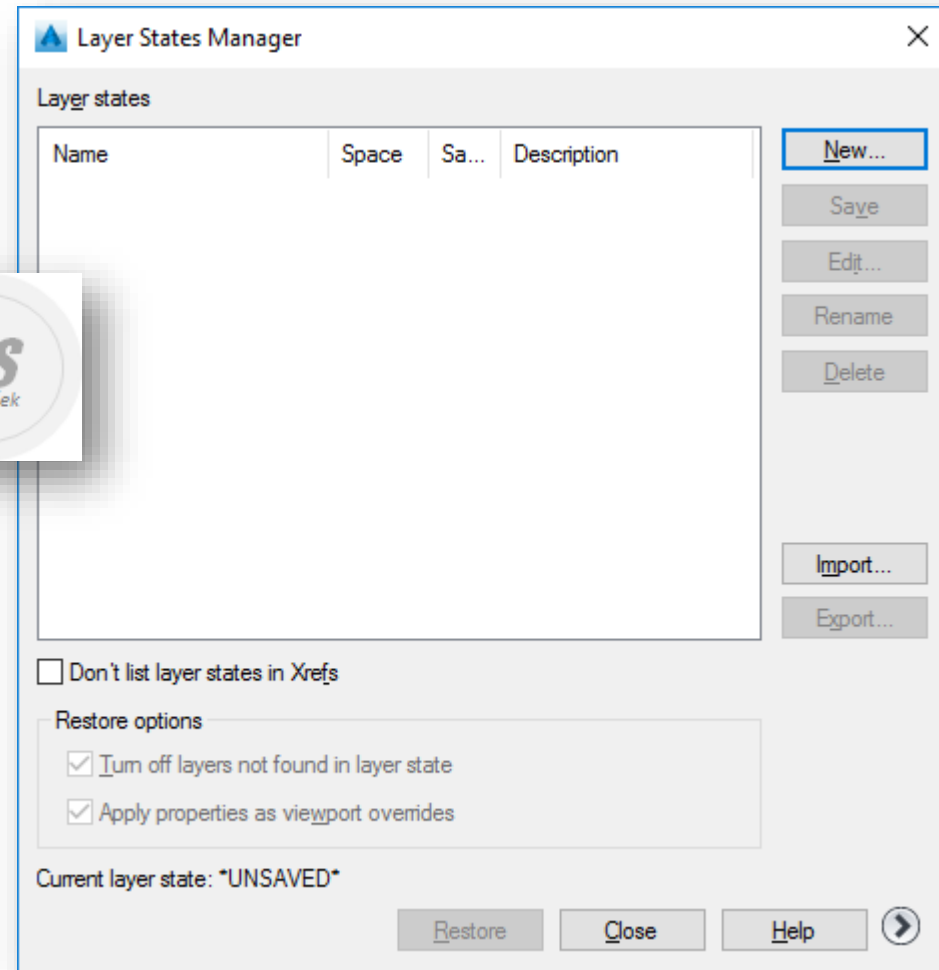 Layer States Manager
Layer states
Name Space Sa... Description
New...
Save
Edit...
Rename
Delete
Import...
Export...
Don't list layer states in Xrefs
Restore options
Turn off layers not found in layer state
Apply properties as viewport overrides
Current layer state: *UNSAVED*
Restore Close Help